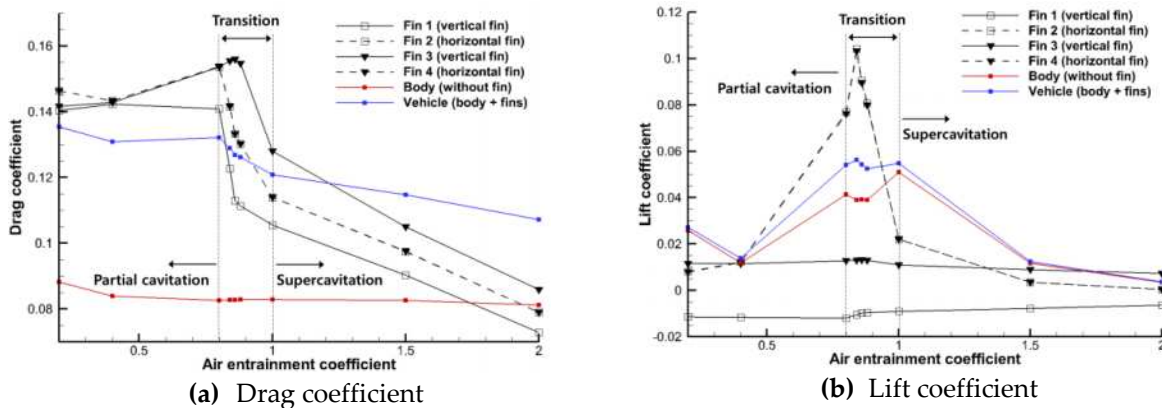 Transition
Partial cavitation
Supercavitation
Fin 1 (vertical fin)
Fin 2 (horizontal fin)
Fin 3 (vertical fin)
Fin 4 (horizontal fin)
Body (without fin)
Vehicle (body + fins)
Drag coefficient
0.16
0.14
0.12
0.1
0.08
0.5
1
1.5
2
Air entrainment coefficient
(a) Drag coefficient
Transition
Partial cavitation
Supercavitation
Fin 1 (vertical fin)
Fin 2 (horizontal fin)
Fin 3 (vertical fin)
Fin 4 (horizontal fin)
Body (without fin)
Vehicle (body + fins)
Lift coefficient
0.12
0.1
0.08
0.06
0.04
0.02
0
-0.02
0.5
1
1.5
2
Air entrainment coefficient
(b) Lift coefficient